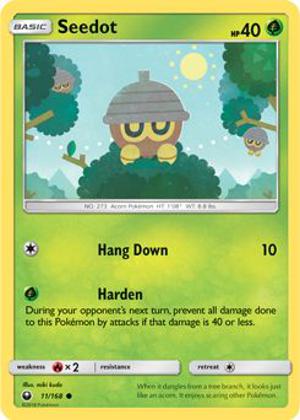 BASIC Seedot HP40
NO. 273 Acorn Pokémon HT: 1'08" WT: 8.8 lbs.
Hang Down 10
Harden
During your opponent's next turn, prevent all damage done
to this Pokémon by attacks if that damage is 40 or less.
weakness ×2 resistance retreat
Illus. miki kudo
11/168
©2018 Pokémon
When it dangles from a tree branch, it looks just
like an acorn. It enjoys scaring other Pokémon.